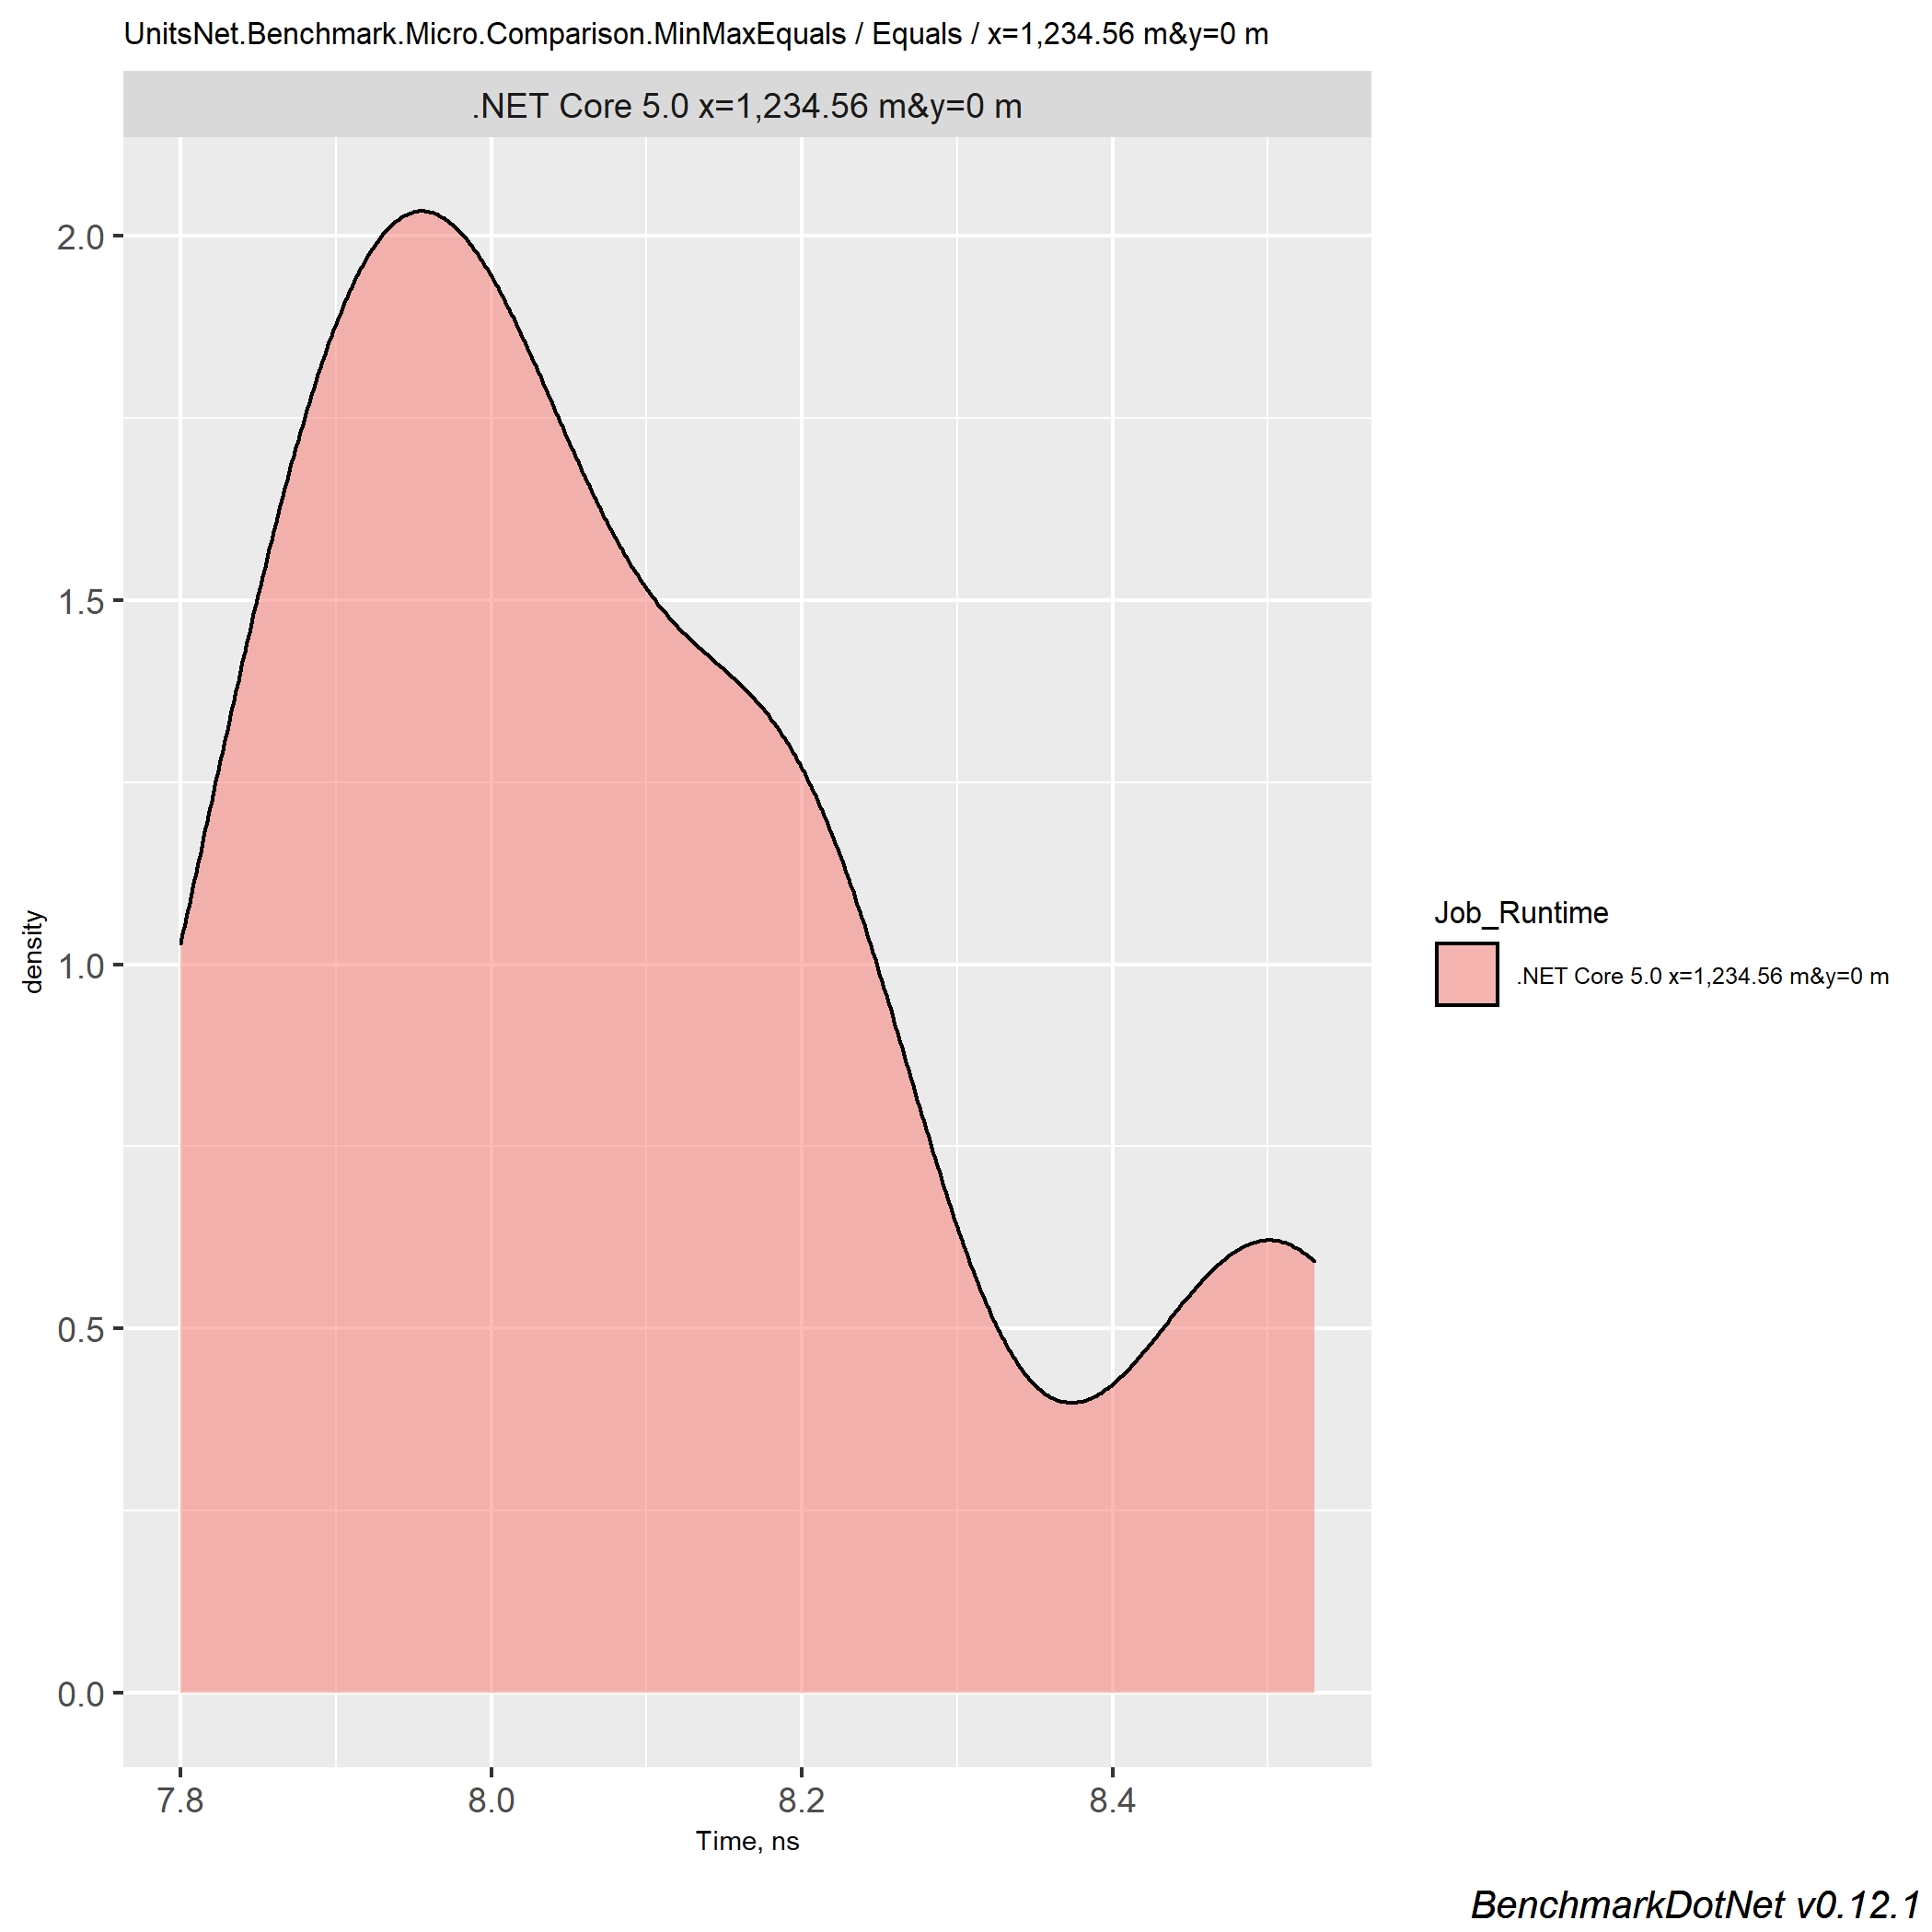 UnitsNet.Benchmark.Micro.Comparison.MinMaxEquals / Equals / x=1,234.56 m&y=0 m
.NET Core 5.0 x=1,234.56 m&y=0 m
2.0
1.5
1.0
0.5
0.0
density
7.8 8.0 8.2 8.4
Time, ns
Job_Runtime
.NET Core 5.0 x=1,234.56 m&y=0 m
BenchmarkDotNet v0.12.1